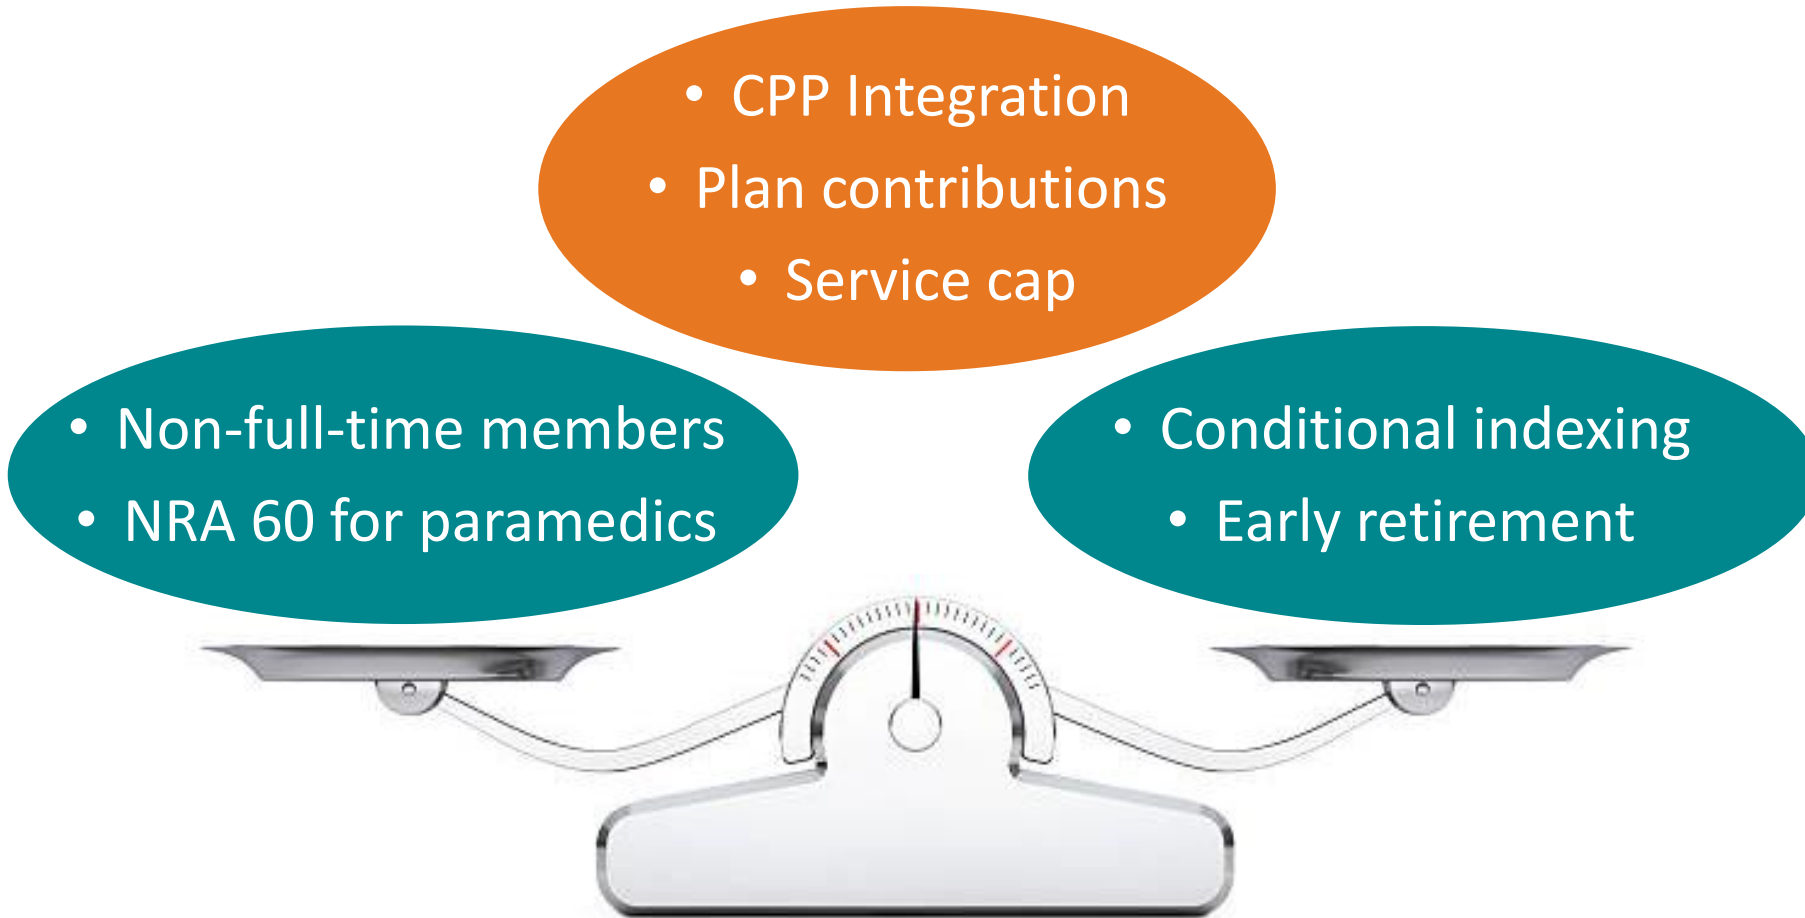 • CPP Integration
• Plan contributions
• Service cap
• Non-full-time members
• NRA 60 for paramedics
• Conditional indexing
• Early retirement